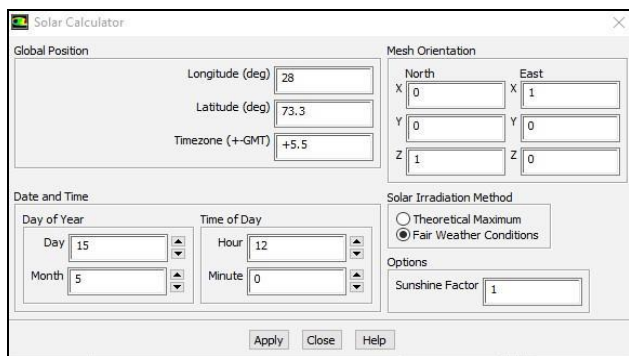 Solar Calculator
Global Position
Longitude (deg) 28
Latitude (deg) 73.3
Timezone (+-GMT) +5.5
Mesh Orientation
North East
X 0 X 1
Y 0 Y 0
Z 1 Z 0
Date and Time
Day of Year Time of Day
Day 15 Hour 12
Month 5 Minute 0
Solar Irradiation Method
Theoretical Maximum
Fair Weather Conditions
Options
Sunshine Factor 1
Apply Close Help